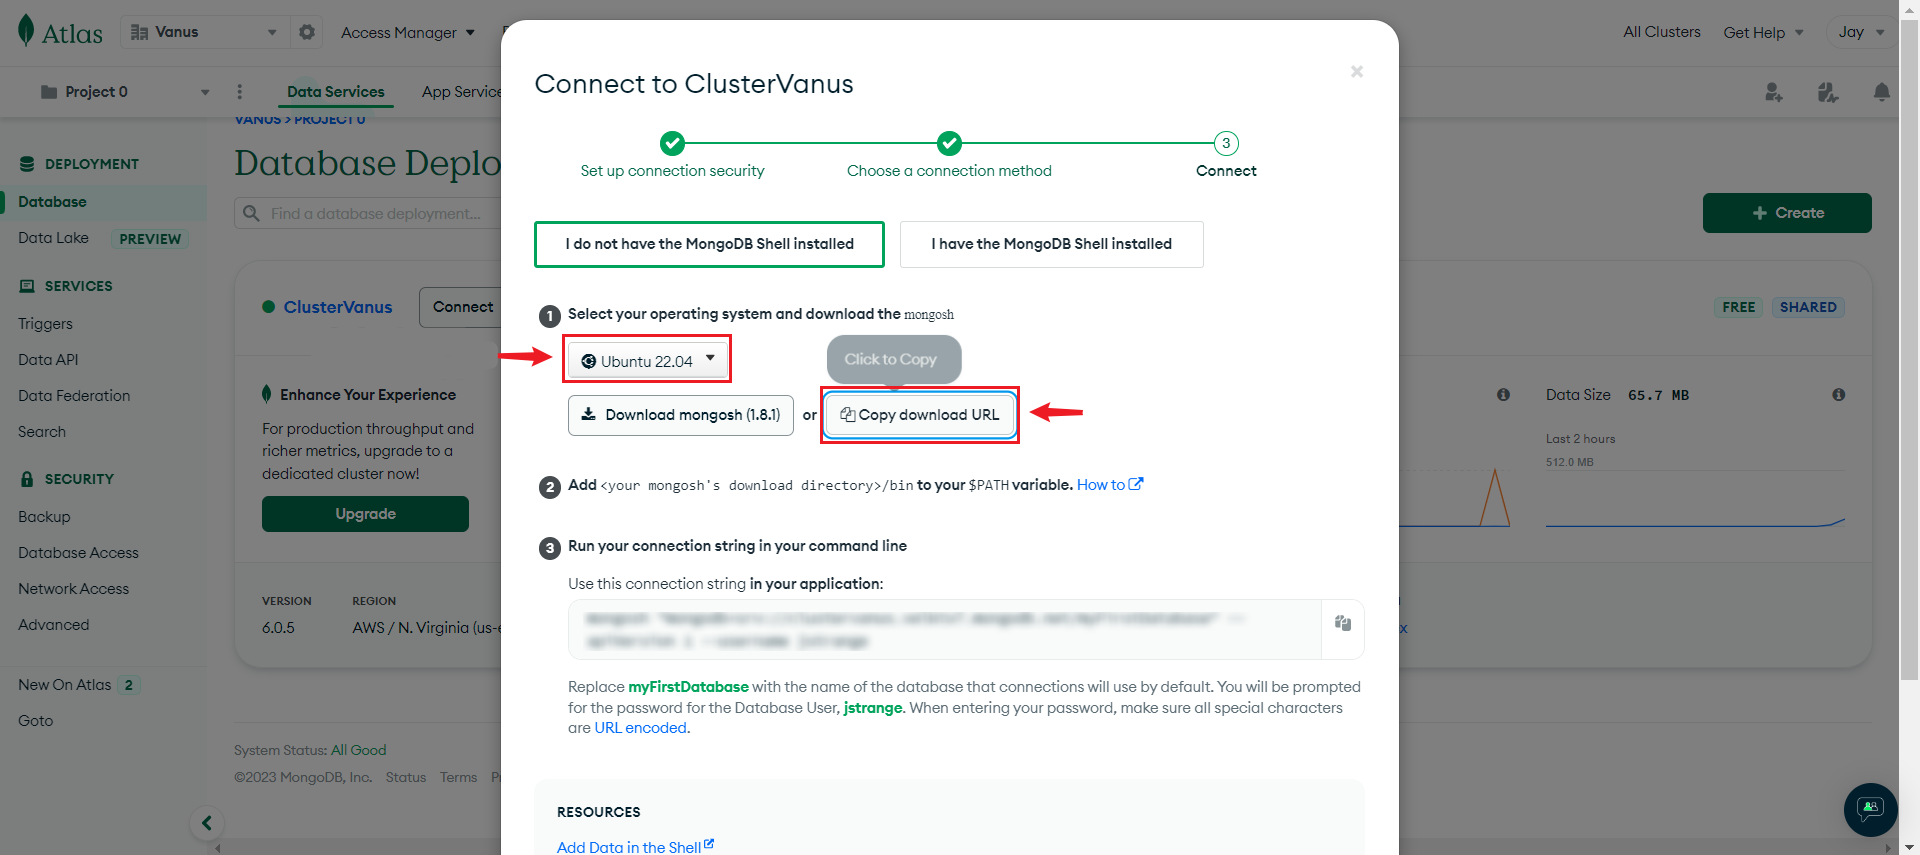 Atlas
Vanus
Access Manager
All Clusters
Get Help
Jay
Project 0
Data Services
App Service
VANUS > PROJECT 0
DEPLOYMENT
Database
Data Lake
PREVIEW
SERVICES
Triggers
Data API
Data Federation
Search
SECURITY
Backup
Database Access
Network Access
Advanced
New On Atlas
2
Goto
Database Deplo
Find a database deployment...
Create
ClusterVanus
Connect
FREE
SHARED
Enhance Your Experience
For production throughput and
richer metrics, upgrade to a
dedicated cluster now!
Upgrade
VERSION
REGION
6.0.5
AWS / N. Virginia (us-e
Data Size
65.7 MB
Last 2 hours
512.0 MB
x
System Status: All Good
©2023 MongoDB, Inc.
Status
Terms
Connect to ClusterVanus
3
Set up connection security
Choose a connection method
Connect
I do not have the MongoDB Shell installed
I have the MongoDB Shell installed
1
Select your operating system and download the mongosh
Ubuntu 22.04
Click to Copy
Download mongosh (1.8.1)
or
Copy download URL
2
Add <your mongosh's download directory>/bin to your $PATH variable. How to
3
Run your connection string in your command line
Use this connection string in your application:
Replace myFirstDatabase with the name of the database that connections will use by default. You will be prompted
for the password for the Database User, jstrange. When entering your password, make sure all special characters
are URL encoded.
RESOURCES
Add Data in the Shell